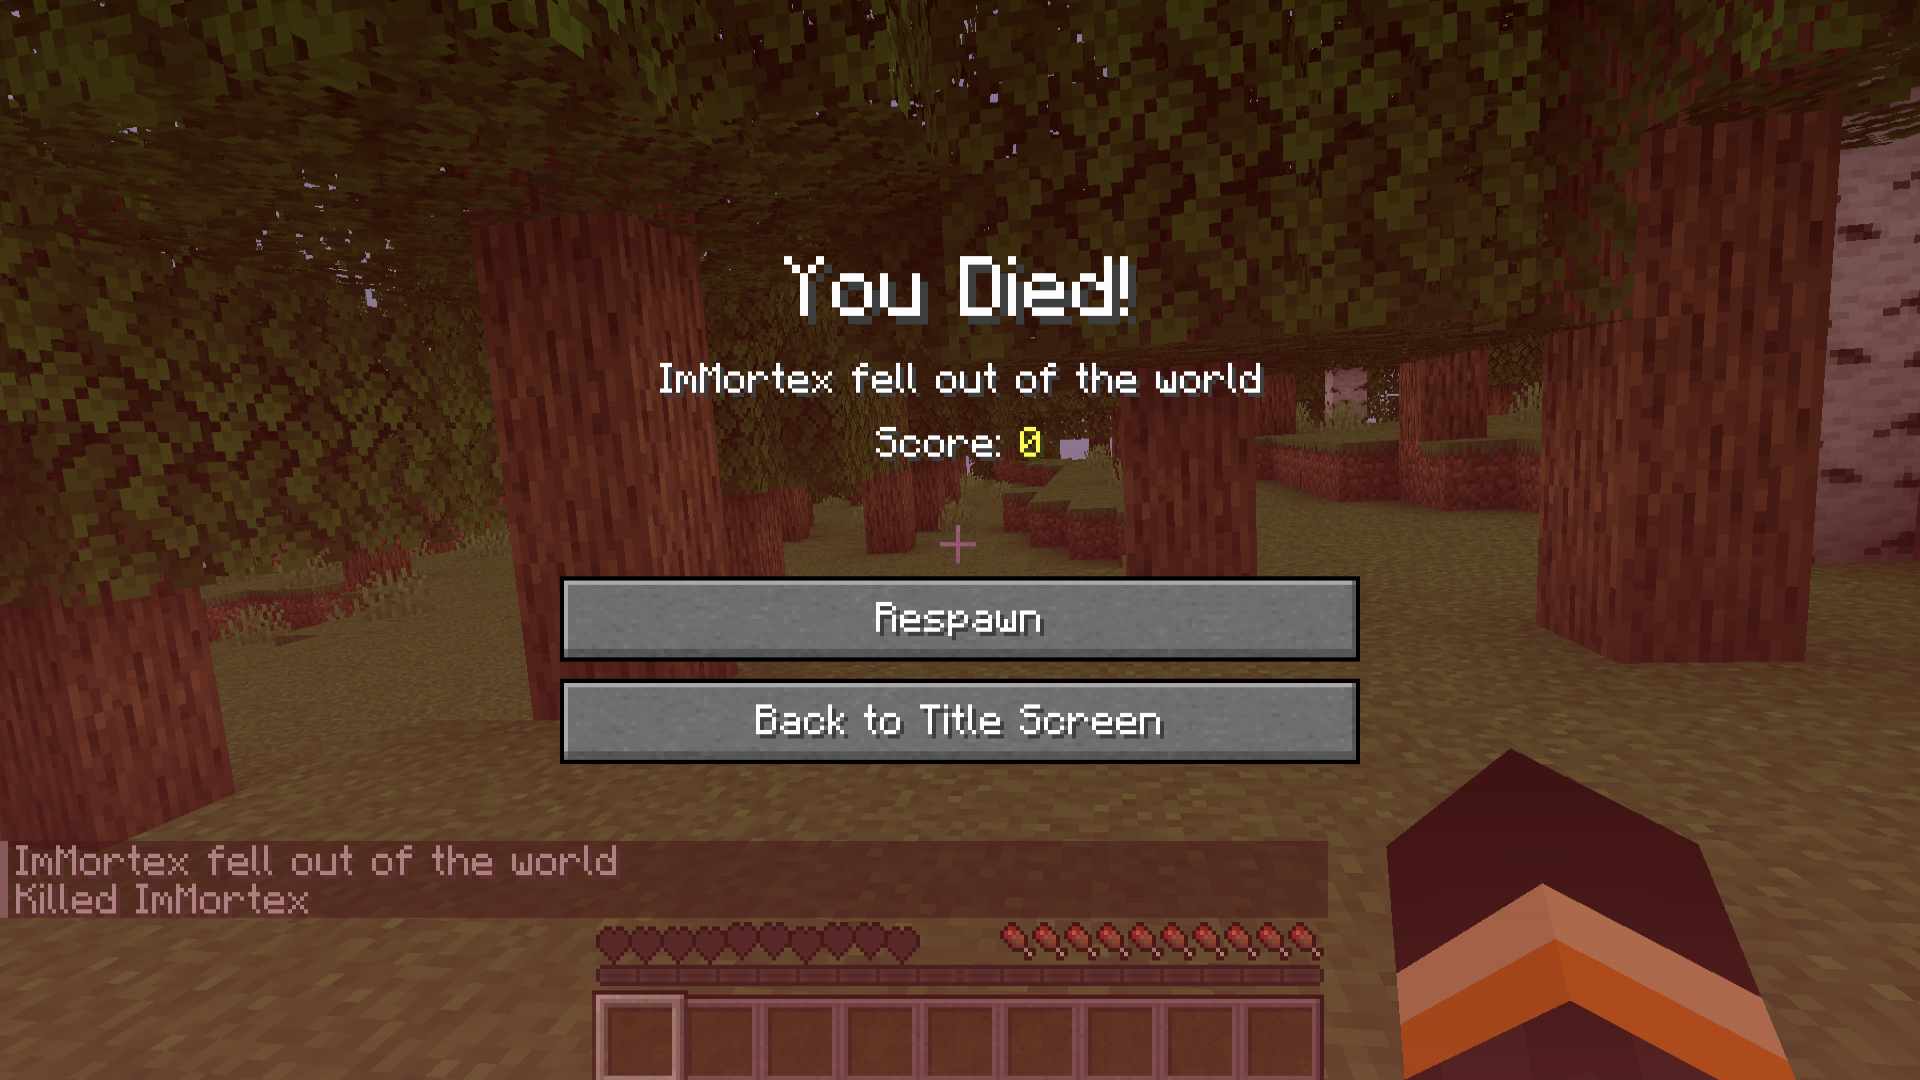 You Died!
ImMortex fell out of the world
Score: 0
Respawn
Back to Title Screen
ImMortex fell out of the world
Killed ImMortex